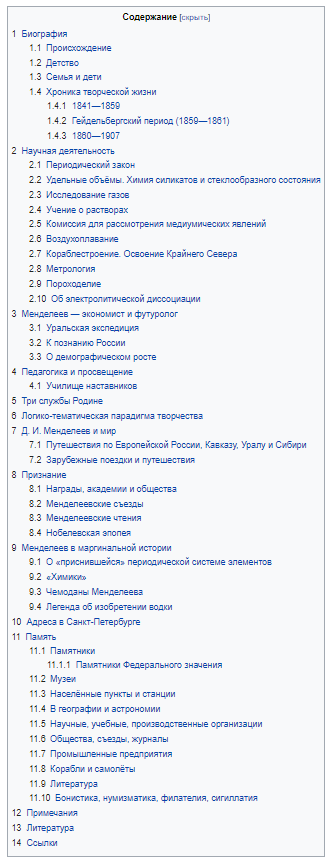 Содержание [скрыть]
1 Биография
1.1 Происхождение
1.2 Детство
1.3 Семья и дети
1.4 Хроника творческой жизни
1.4.1 1841—1859
1.4.2 Гейдельбергский период (1859—1861)
1.4.3 1860—1907
2 Научная деятельность
2.1 Периодический закон
2.2 Удельные объёмы. Химия силикатов и стеклообразного состояния
2.3 Исследование газов
2.4 Учение о растворах
2.5 Комиссия для рассмотрения медиумических явлений
2.6 Воздухоплавание
2.7 Кораблестроение. Освоение Крайнего Севера
2.8 Метрология
2.9 Пороходелие
2.10 Об электролитической диссоциации
3 Менделеев — экономист и футуролог
3.1 Уральская экспедиция
3.2 К познанию России
3.3 О демографическом росте
4 Педагогика и просвещение
4.1 Училище наставников
5 Три службы Родине
6 Логико-тематическая парадигма творчества
7 Д. И. Менделеев и мир
7.1 Путешествия по Европейской России, Кавказу, Уралу и Сибири
7.2 Зарубежные поездки и путешествия
8 Признание
8.1 Награды, академии и общества
8.2 Менделеевские съезды
8.3 Менделеевские чтения
8.4 Нобелевская эпопея
9 Менделеев в маргинальной истории
9.1 О «приснившейся» периодической системе элементов
9.2 «Химики»
9.3 Чемоданы Менделеева
9.4 Легенда об изобретении водки
10 Адреса в Санкт-Петербурге
11 Память
11.1 Памятники
11.1.1 Памятники Федерального значения
11.2 Музеи
11.3 Населённые пункты и станции
11.4 В географии и астрономии
11.5 Научные, учебные, производственные организации
11.6 Общества, съезды, журналы
11.7 Промышленные предприятия
11.8 Корабли и самолёты
11.9 Литература
11.10 Бонистика, нумизматика, филателия, сигиллатия
12 Примечания
13 Литература
14 Ссылки